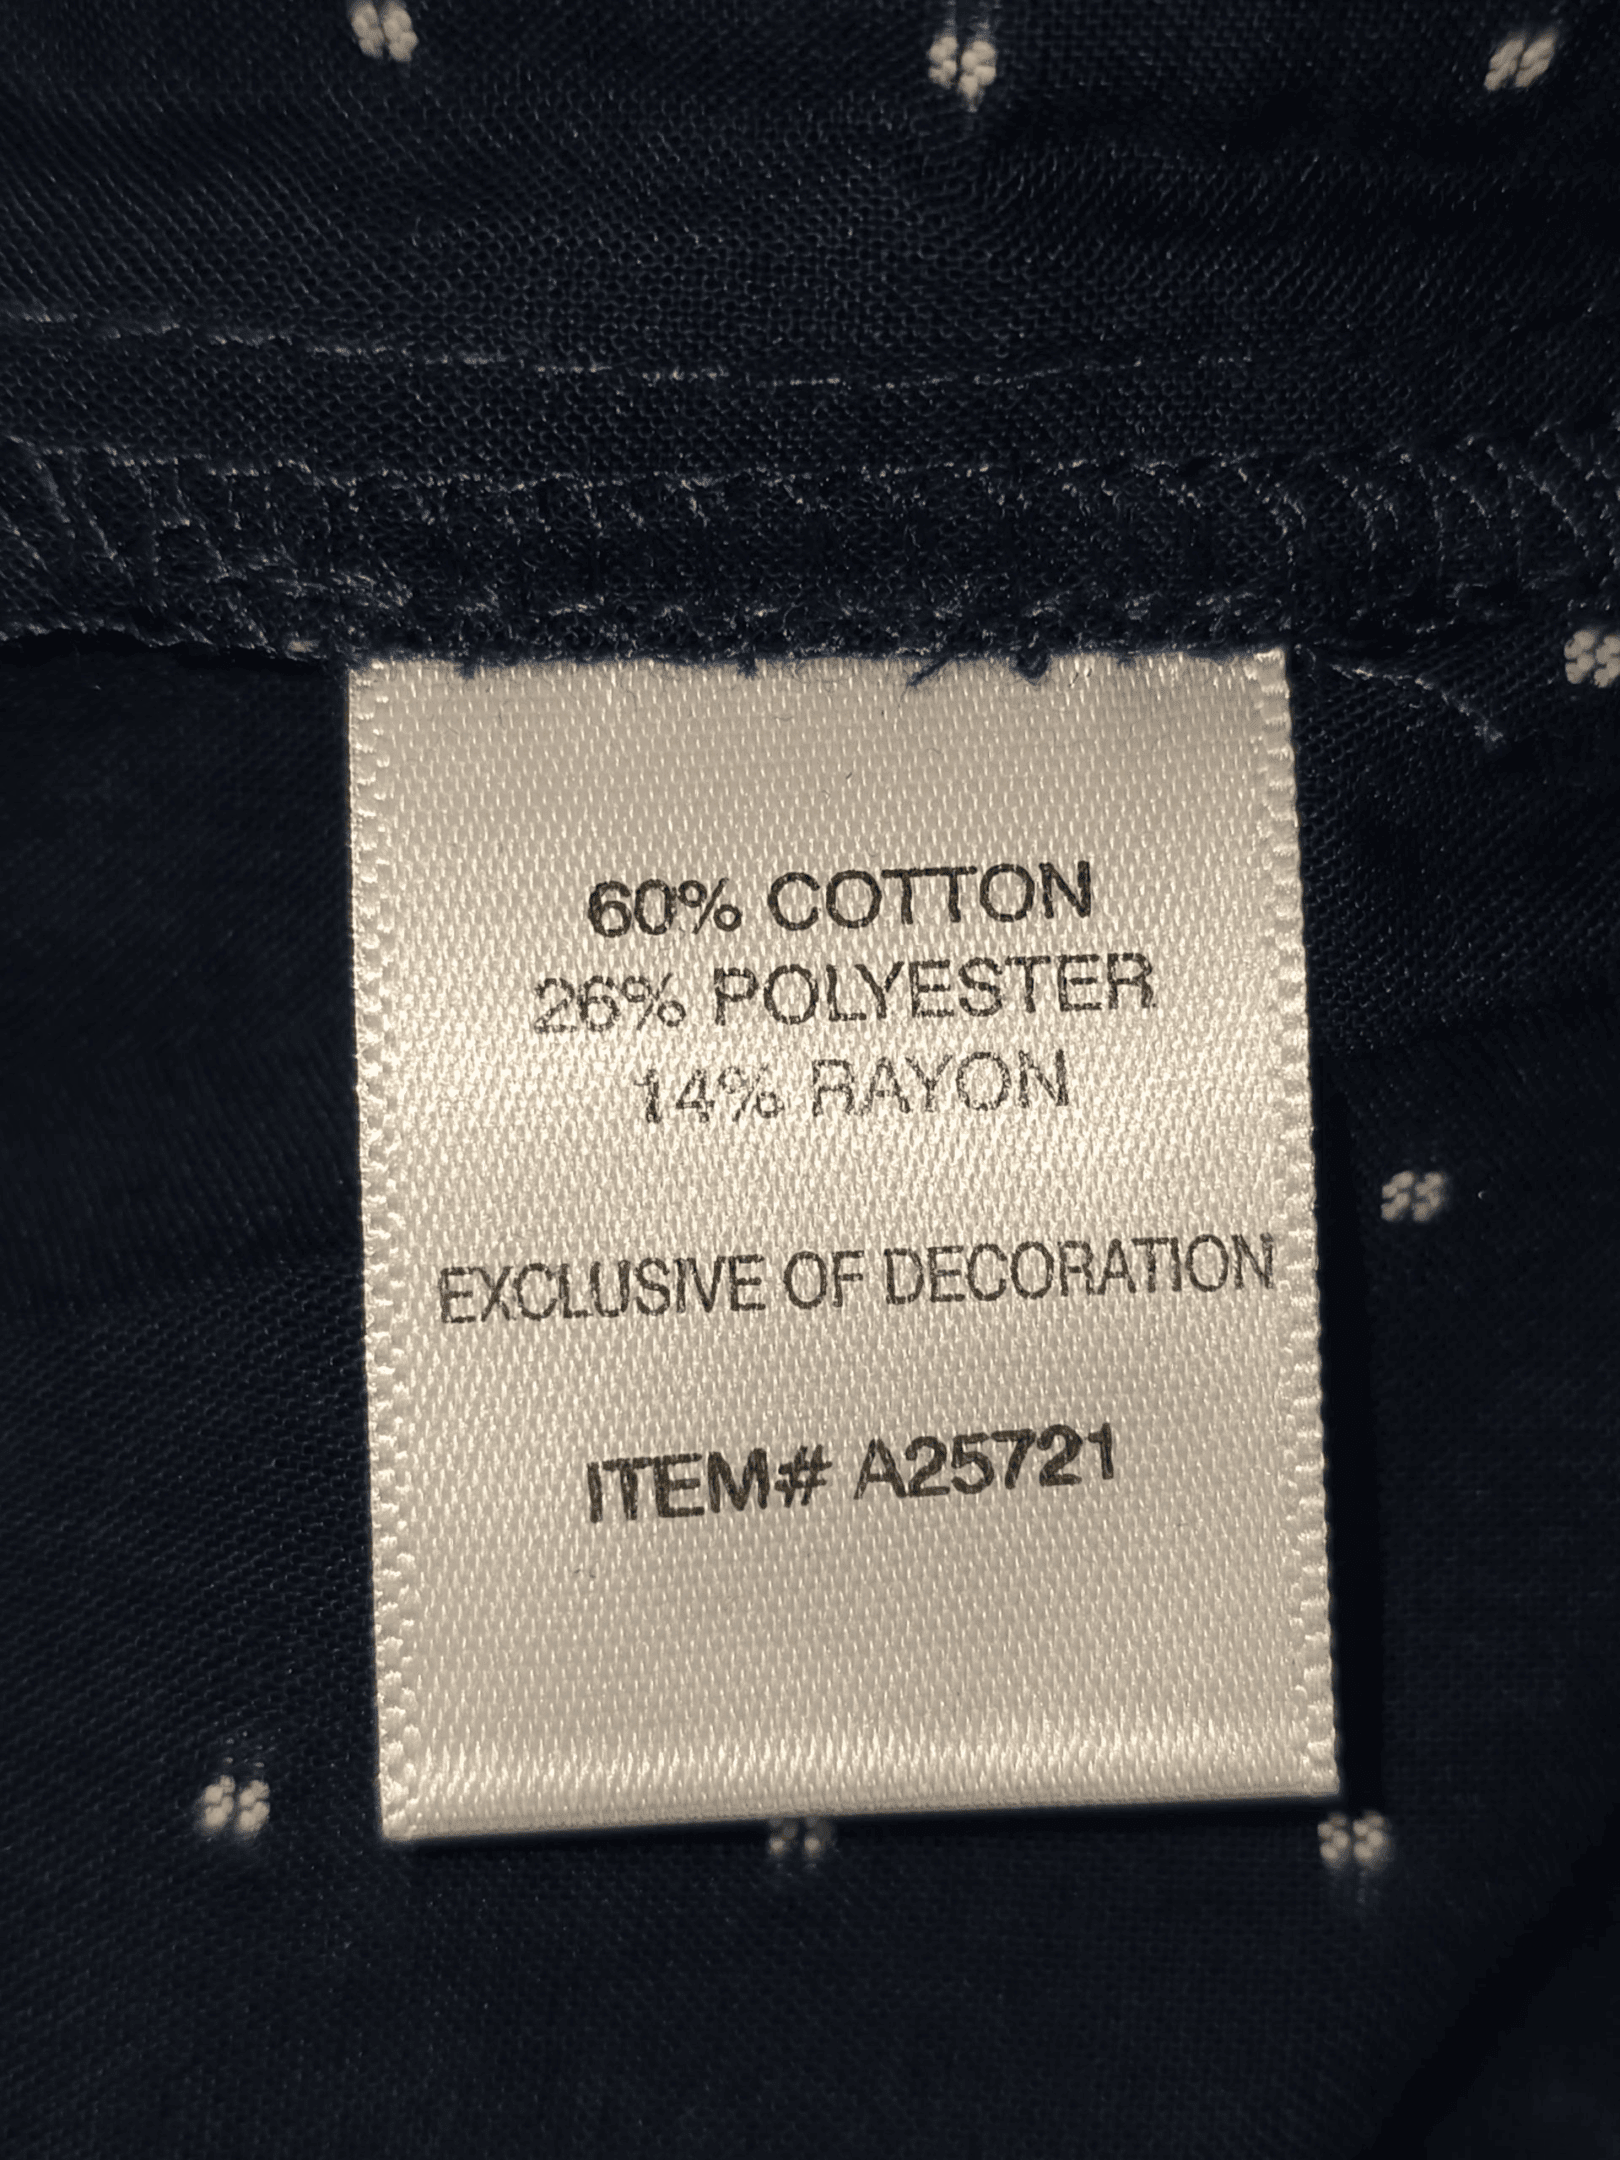 60% COTTON
26% POLYESTER
14% RAYON
EXCLUSIVE OF DECORATION
ITEM# A25721